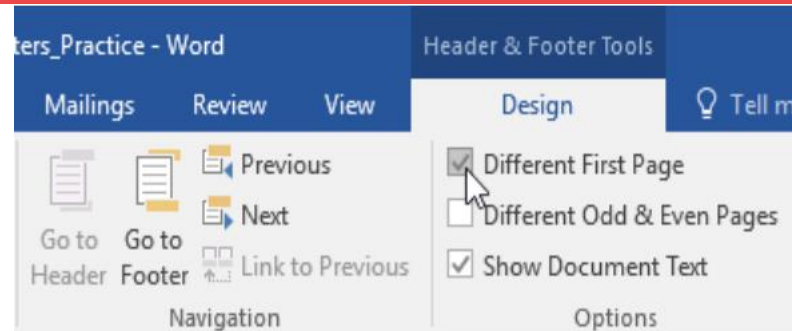 ters_Practice - Word
Header & Footer Tools
Mailings Review View Design Tell m
Go to Header
Go to Footer
Previous
Next
Link to Previous
Navigation
Different First Page
Different Odd & Even Pages
Show Document Text
Options